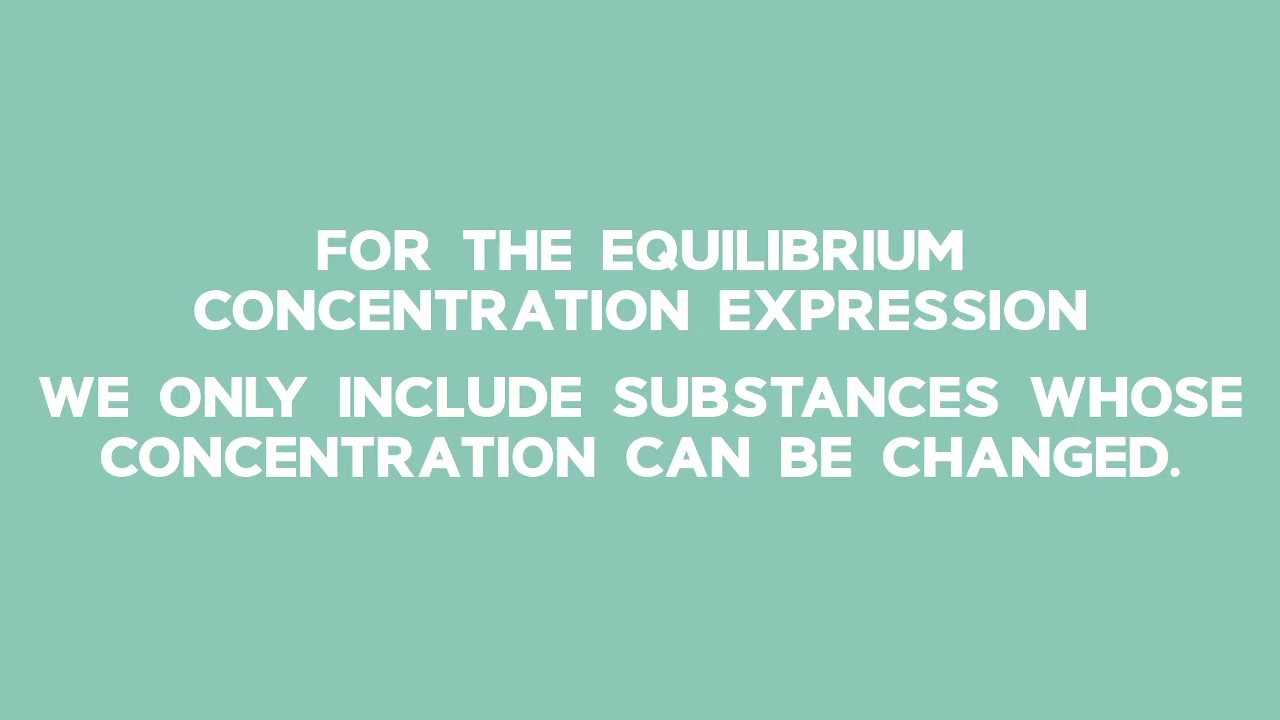 FOR THE EQUILIBRIUM
CONCENTRATION EXPRESSION
WE ONLY INCLUDE SUBSTANCES WHOSE
CONCENTRATION CAN BE CHANGED.